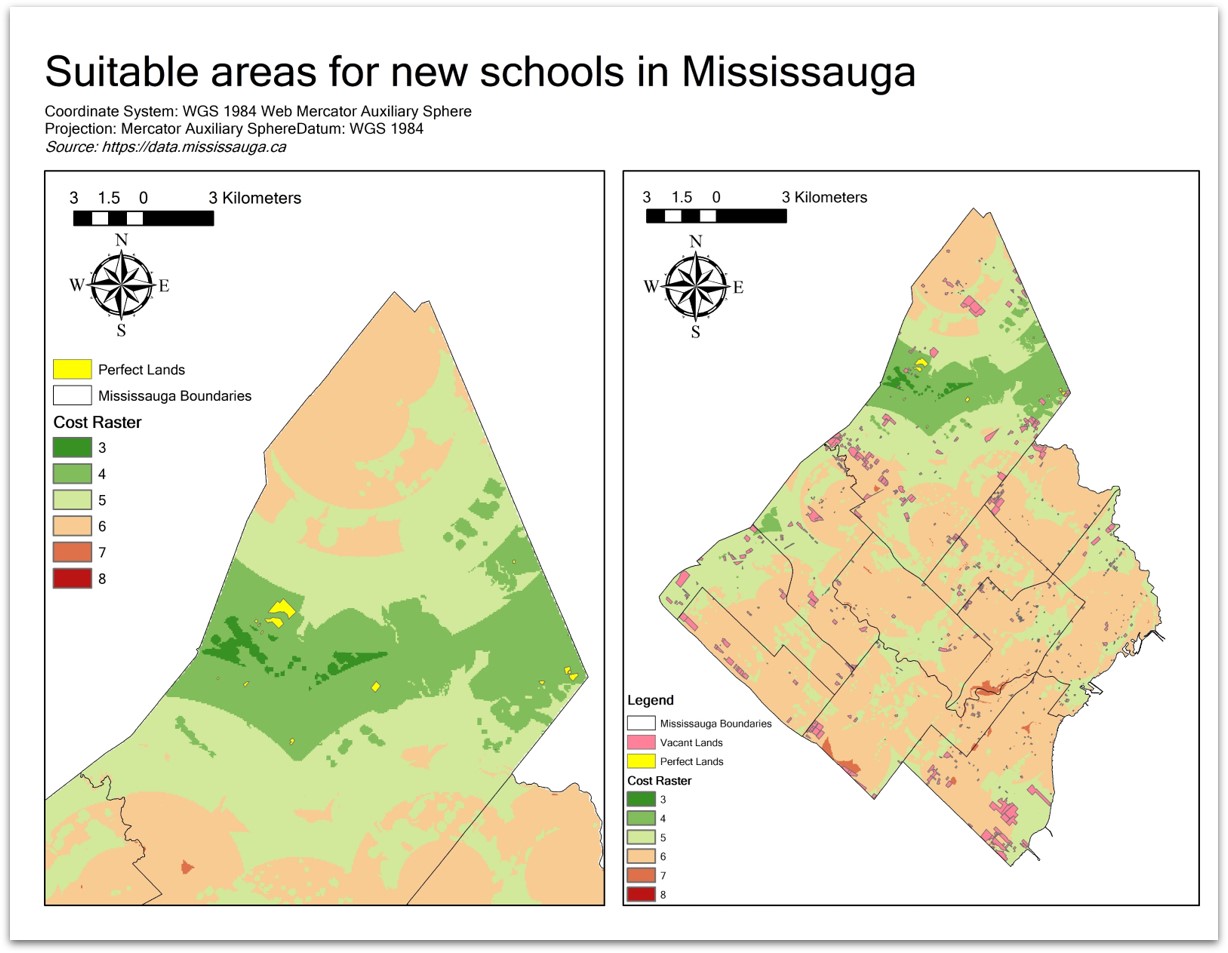 Suitable areas for new schools in Mississauga
Coordinate System: WGS 1984 Web Mercator Auxiliary Sphere
Projection: Mercator Auxiliary SphereDatum: WGS 1984
Source: https://data.mississauga.ca
3 1.5 0 3 Kilometers
N
W E
S
Perfect Lands
Mississauga Boundaries
Cost Raster
3
4
5
6
7
8
3 1.5 0 3 Kilometers
N
W E
S
Legend
Mississauga Boundaries
Vacant Lands
Perfect Lands
Cost Raster
3
4
5
6
7
8